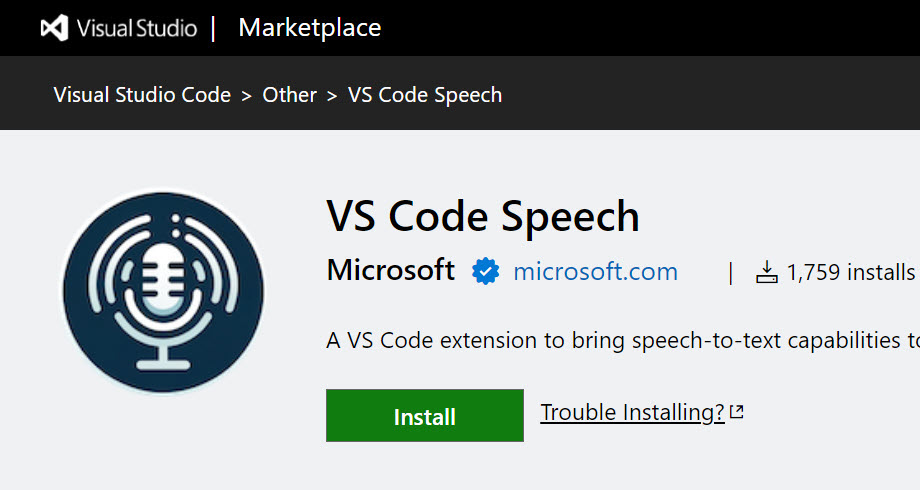 Visual Studio | Marketplace
Visual Studio Code > Other > VS Code Speech
VS Code Speech
Microsoft microsoft.com | 1,759 installs
A VS Code extension to bring speech-to-text capabilities
Install Trouble Installing?